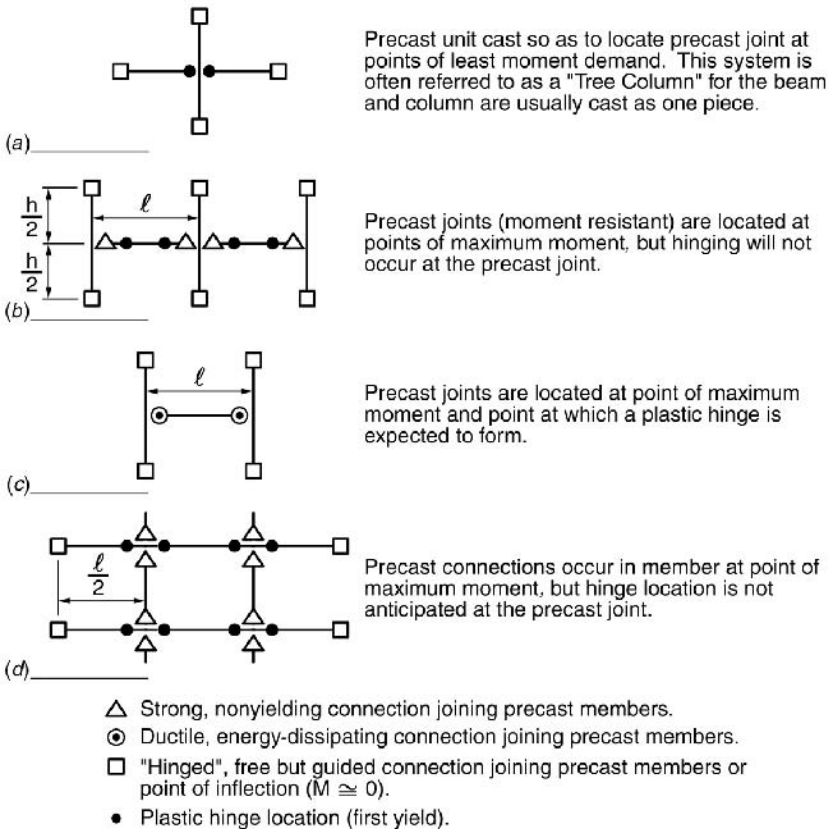 Precast unit cast so as to locate precast joint at
points of least moment demand. This system is
often referred to as a "Tree Column" for the beam
and column are usually cast as one piece.
(a)
h
2
ℓ
h
2
Precast joints (moment resistant) are located at
points of maximum moment, but hinging will not
occur at the precast joint.
(b)
ℓ
Precast joints are located at point of maximum
moment and point at which a plastic hinge is
expected to form.
(c)
ℓ
2
Precast connections occur in member at point of
maximum moment, but hinge location is not
anticipated at the precast joint.
(d)
Strong, nonyielding connection joining precast members.
Ductile, energy-dissipating connection joining precast members.
"Hinged", free but guided connection joining precast members or
point of inflection (M ≅ 0).
Plastic hinge location (first yield).